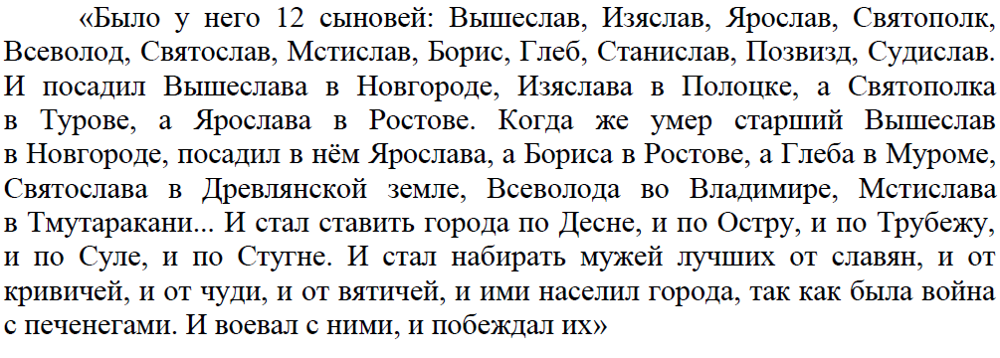 «Было у него 12 сыновей: Вышеслав, Изяслав, Ярослав, Святополк,
Всеволод, Святослав, Мстислав, Борис, Глеб, Станислав, Позвизд, Судислав.
И посадил Вышеслава в Новгороде, Изяслава в Полоцке, а Святополка
в Турове, а Ярослава в Ростове. Когда же умер старший Вышеслав
в Новгороде, посадил в нём Ярослава, а Бориса в Ростове, а Глеба в Муроме,
Святослава в Древлянской земле, Всеволода во Владимире, Мстислава
в Тмутаракани... И стал ставить города по Десне, и по Остру, и по Трубежу,
и по Суле, и по Стугне. И стал набирать мужей лучших от славян, и от
кривичей, и от чуди, и от вятичей, и ими населил города, так как была война
с печенегами. И воевал с ними, и побеждал их»